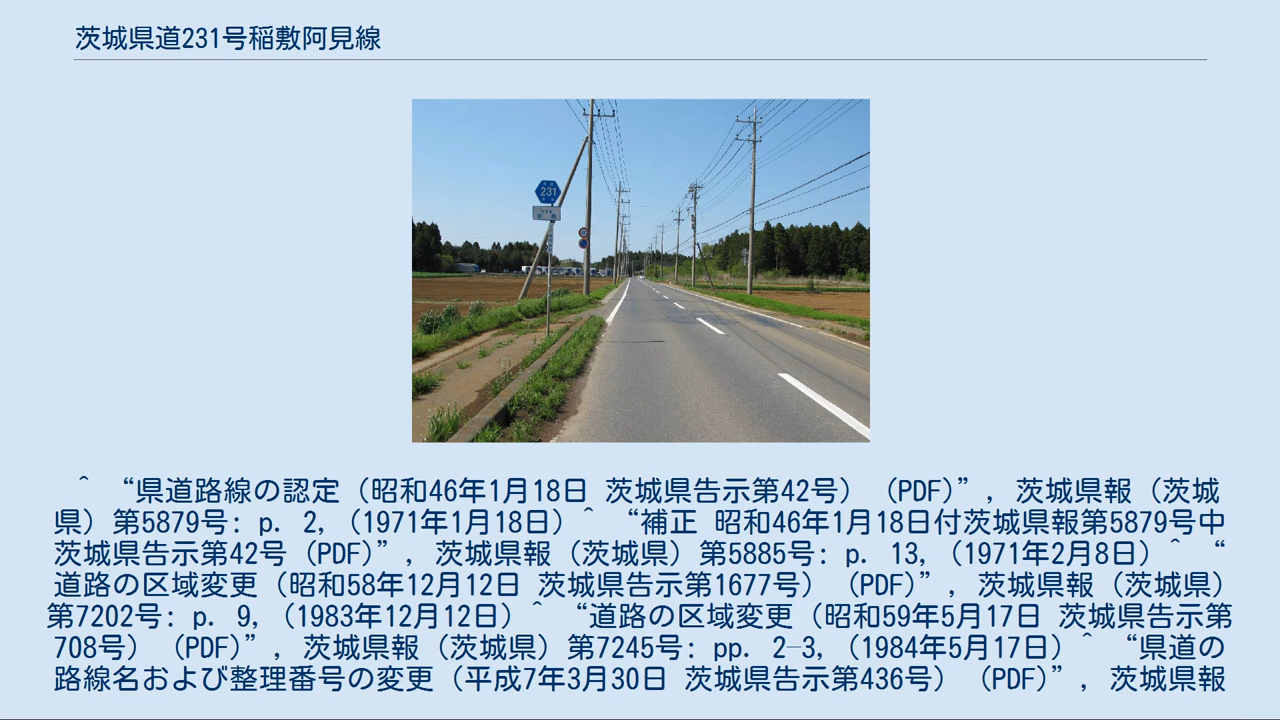 茨城県道231号稲敷阿見線
231
＾ “県道路線の認定（昭和46年1月18日 茨城県告示第42号）（PDF）”, 茨城県報（茨城
県）第5879号: p. 2, （1971年1月18日）＾ “補正 昭和46年1月18日付茨城県報第5879号中
茨城県告示第42号（PDF）”, 茨城県報（茨城県）第5885号: p. 13, （1971年2月8日）＾ “
道路の区域変更（昭和58年12月12日 茨城県告示第1677号）（PDF）”, 茨城県報（茨城県）
第7202号: p. 9, （1983年12月12日）＾ “道路の区域変更（昭和59年5月17日 茨城県告示第
708号）（PDF）”, 茨城県報（茨城県）第7245号: pp. 2–3, （1984年5月17日）＾ “県道の
路線名および整理番号の変更（平成7年3月30日 茨城県告示第436号）（PDF）”, 茨城県報